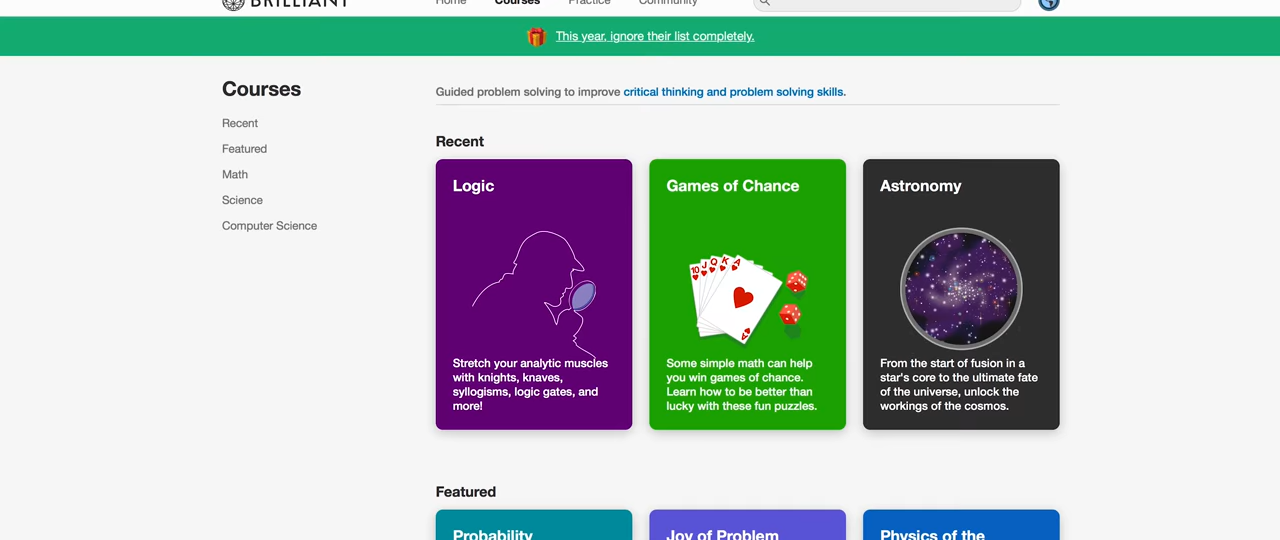 BRILLIANT
Home Courses Practice Community
This year, ignore their list completely.
Courses
Recent
Featured
Math
Science
Computer Science
Guided problem solving to improve critical thinking and problem solving skills.
Recent
Logic
Stretch your analytic muscles
with knights, knaves,
syllogisms, logic gates, and
more!
Games of Chance
10 J Q K A
A
Some simple math can help
you win games of chance.
Learn how to be better than
lucky with these fun puzzles.
Astronomy
From the start of fusion in a
star's core to the ultimate fate
of the universe, unlock the
workings of the cosmos.
Featured
Probability
Joy of Problem
Physics of the